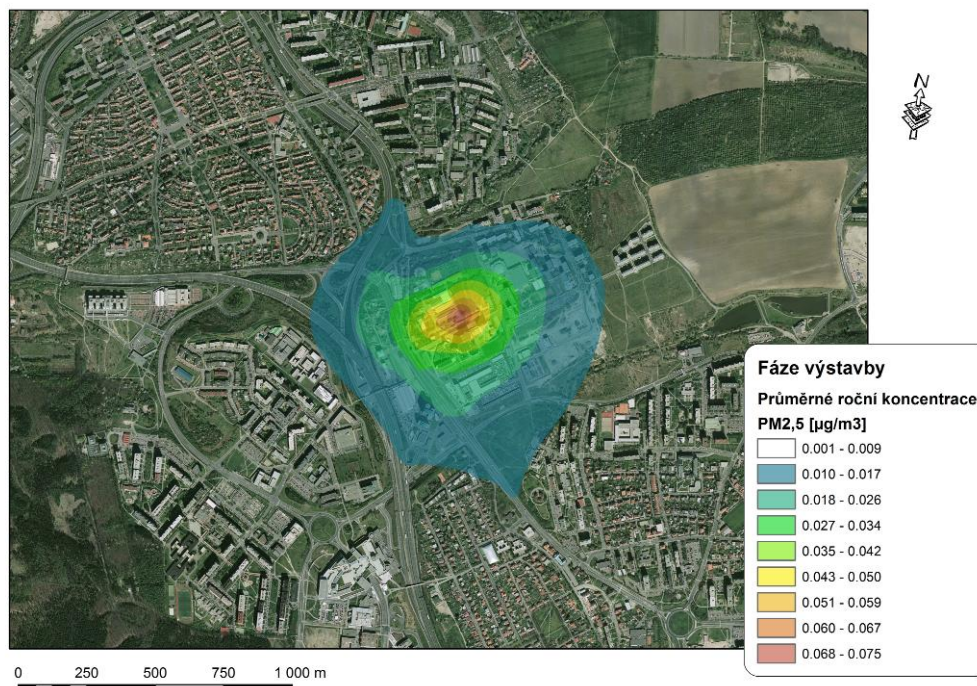 N
Fáze výstavby
Průměrné roční koncentrace
PM2,5 [µg/m3]
0.001 - 0.009
0.010 - 0.017
0.018 - 0.026
0.027 - 0.034
0.035 - 0.042
0.043 - 0.050
0.051 - 0.059
0.060 - 0.067
0.068 - 0.075
0 250 500 750 1 000 m